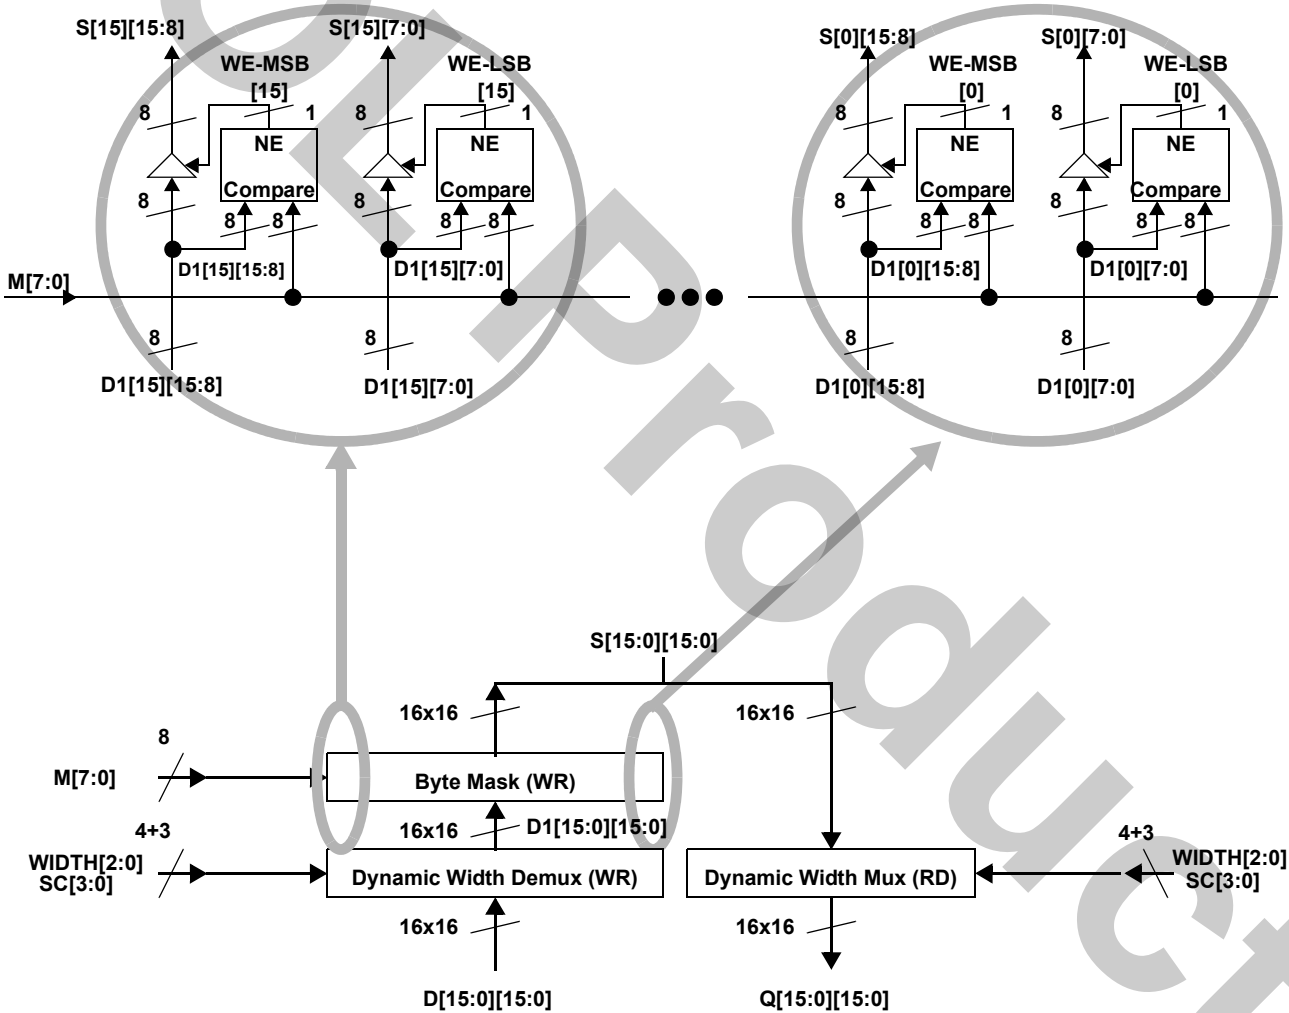 S[15][15:8] S[15][7:0] S[0][15:8] S[0][7:0]
WE-MSB WE-LSB WE-MSB WE-LSB
[15] [15] [0] [0]
8 1 8 1 8 1 8 1
NE NE NE NE
Compare Compare Compare Compare
8 8 8 8
8 8 8 8 8 8 8 8
D1[15][15:8] D1[15][7:0] D1[0][15:8] D1[0][7:0]
M[7:0]
8 8 8 8
D1[15][15:8] D1[15][7:0] D1[0][15:8] D1[0][7:0]
S[15:0][15:0]
16x16 16x16
8
M[7:0] Byte Mask (WR)
4+3 16x16 D1[15:0][15:0] 4+3
WIDTH[2:0] WIDTH[2:0]
SC[3:0] Dynamic Width Demux (WR) Dynamic Width Mux (RD) SC[3:0]
16x16 16x16
D[15:0][15:0] Q[15:0][15:0]
Product